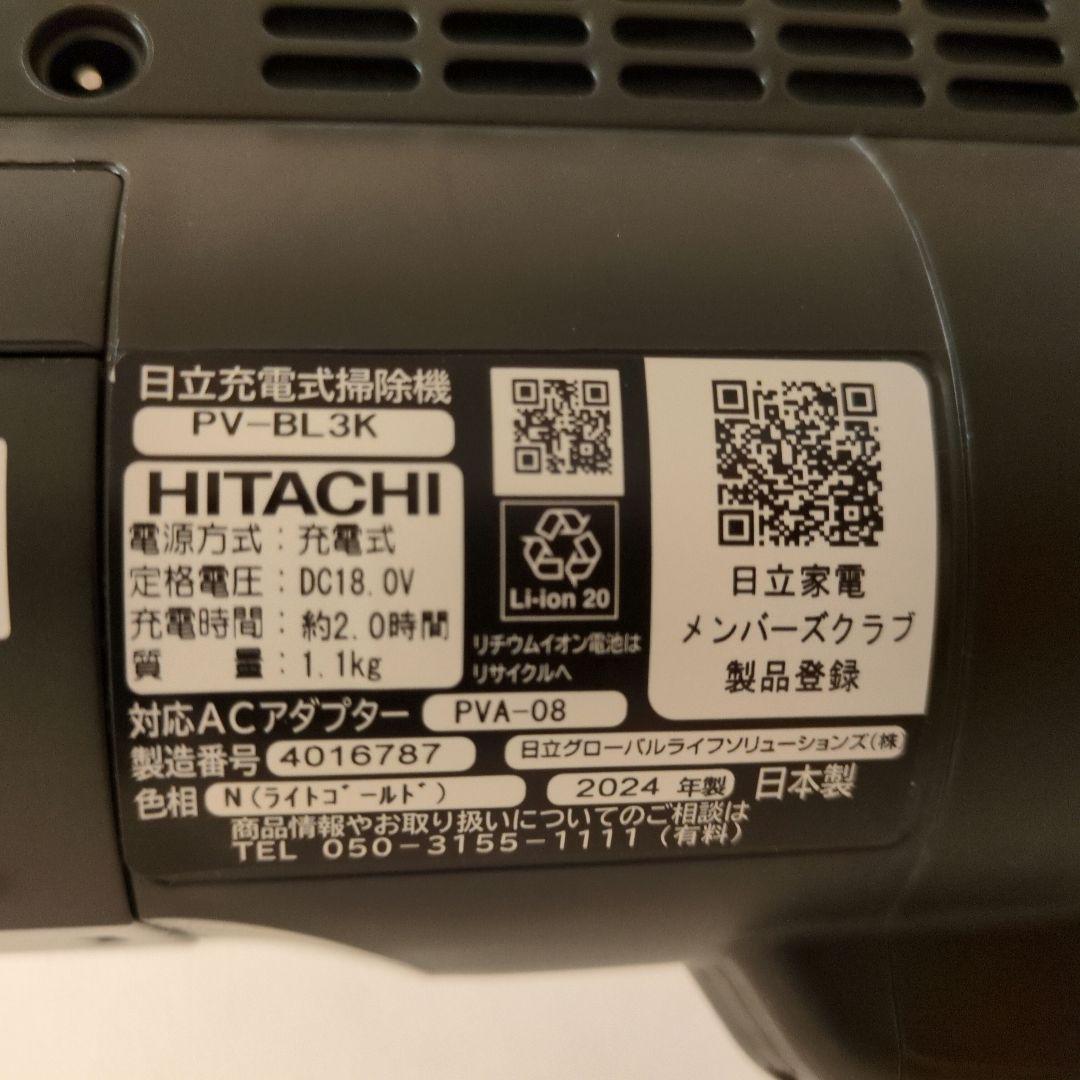 日立充電式掃除機
PV-BL3K
HITACHI
電源方式：充電式
定格電圧：DC18.0V
充電時間：約2.0時間
質　　量：1.1kg
Li-ion 20
リチウムイオン電池は
リサイクルへ
日立家電
メンバーズクラブ
製品登録
対応ACアダプター PVA-08
製造番号 4016787 日立グローバルライフソリューションズ(株
色相 N(ライトゴールド) 2024 年製 日本製
商品情報やお取り扱いについてのご相談は
TEL 050-3155-1111（有料）